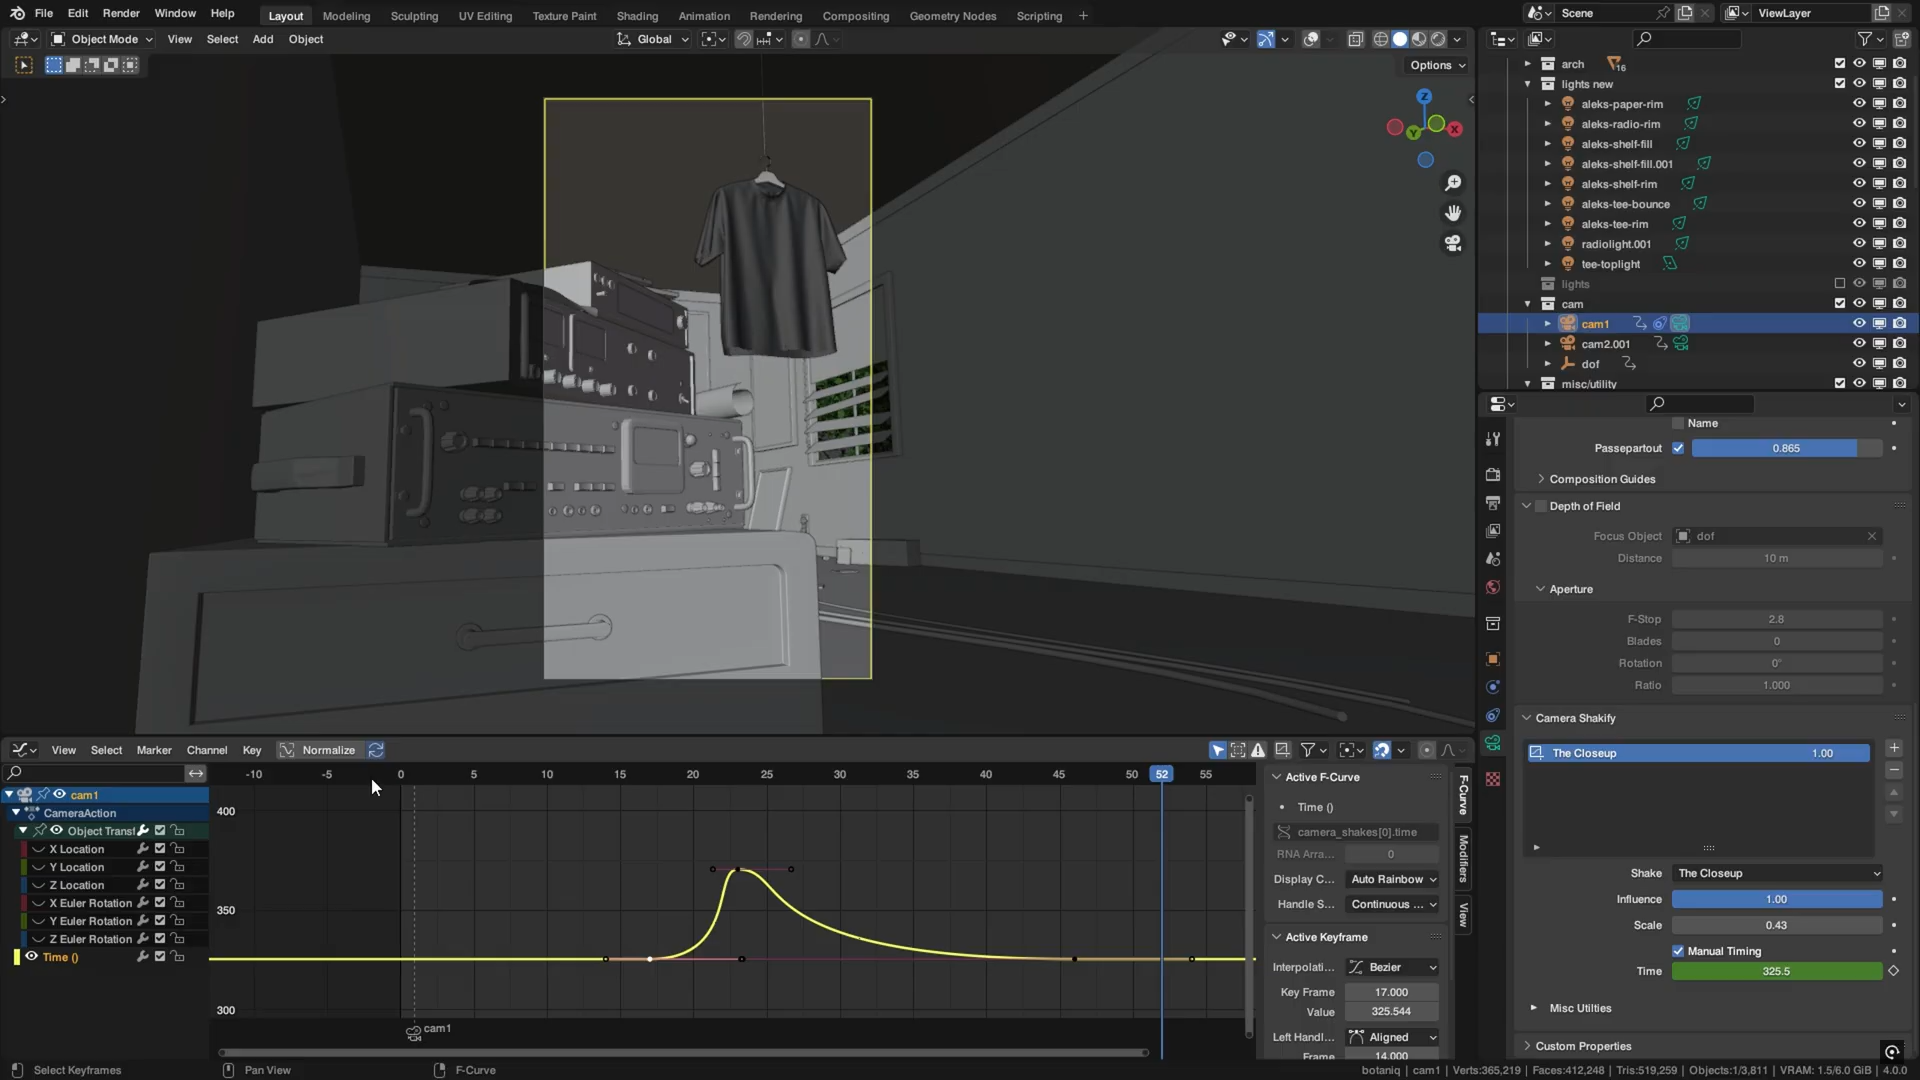 File Edit Render Window Help Layout Modeling Sculpting UV Editing Texture Paint Shading Animation Rendering Compositing Geometry Nodes Scripting + Scene ViewLayer
Object Mode View Select Add Object Global
Options
Z
Y X
arch 16
lights new
aleks-paper-rim
aleks-radio-rim
aleks-shelf-fill
aleks-shelf-fill.001
aleks-shelf-rim
aleks-tee-bounce
aleks-tee-rim
radiolight.001
tee-toplight
lights
cam
cam1
cam2.001
dof
misc/utility
Name
Passepartout 0.865
Composition Guides
Depth of Field
Focus Object dof
Distance 10 m
Aperture
F-Stop 2.8
Blades 0
Rotation 0°
Ratio 1.000
Camera Shakify
The Closeup 1.00
Shake The Closeup
Influence 1.00
Scale 0.43
Manual Timing
Time 325.5
Misc Utilties
Custom Properties
View Select Marker Channel Key Normalize
-10 -5 0 5 10 15 20 25 30 35 40 45 50 52 55
400
350
300
cam1
cam1
CameraAction
Object Transf
X Location
Y Location
Z Location
X Euler Rotation
Y Euler Rotation
Z Euler Rotation
Time ()
Active F-Curve
Time ()
camera_shakes[0].time
RNA Arra... 0
Display C... Auto Rainbow
Handle S... Continuous ...
Active Keyframe
Interpolati... Bezier
Key Frame 17.000
Value 325.544
Left Handl... Aligned
Frame 14.000
F-Curve
Modifiers
View
Select Keyframes Pan View F-Curve botaniq | cam1 | Verts:365,219 | Faces:412,248 | Tris:519,259 | Objects:1/3,811 | VRAM: 1.5/6.0 GiB | 4.0.0